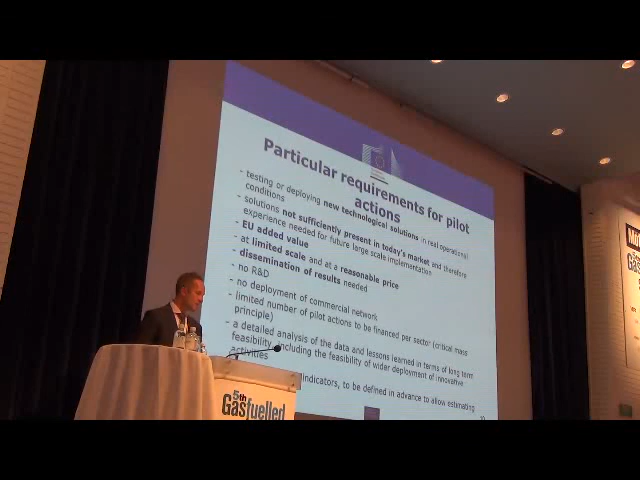 Particular requirements for pilot
actions
- testing or deploying new technological solutions in real operational
conditions
- solutions not sufficiently present in today's market and therefore
experience needed for future large scale implementation
- EU added value
- at limited scale and at a reasonable price
- dissemination of results needed
- no R&D
- no deployment of commercial network
- limited number of pilot actions to be financed per sector (critical mass
principle)
- a detailed analysis of the data and lessons learned in terms of long term
feasibility, including the feasibility of wider deployment of innovative
activities
Indicators, to be defined in advance to allow estimating
5th
Gasfuelled